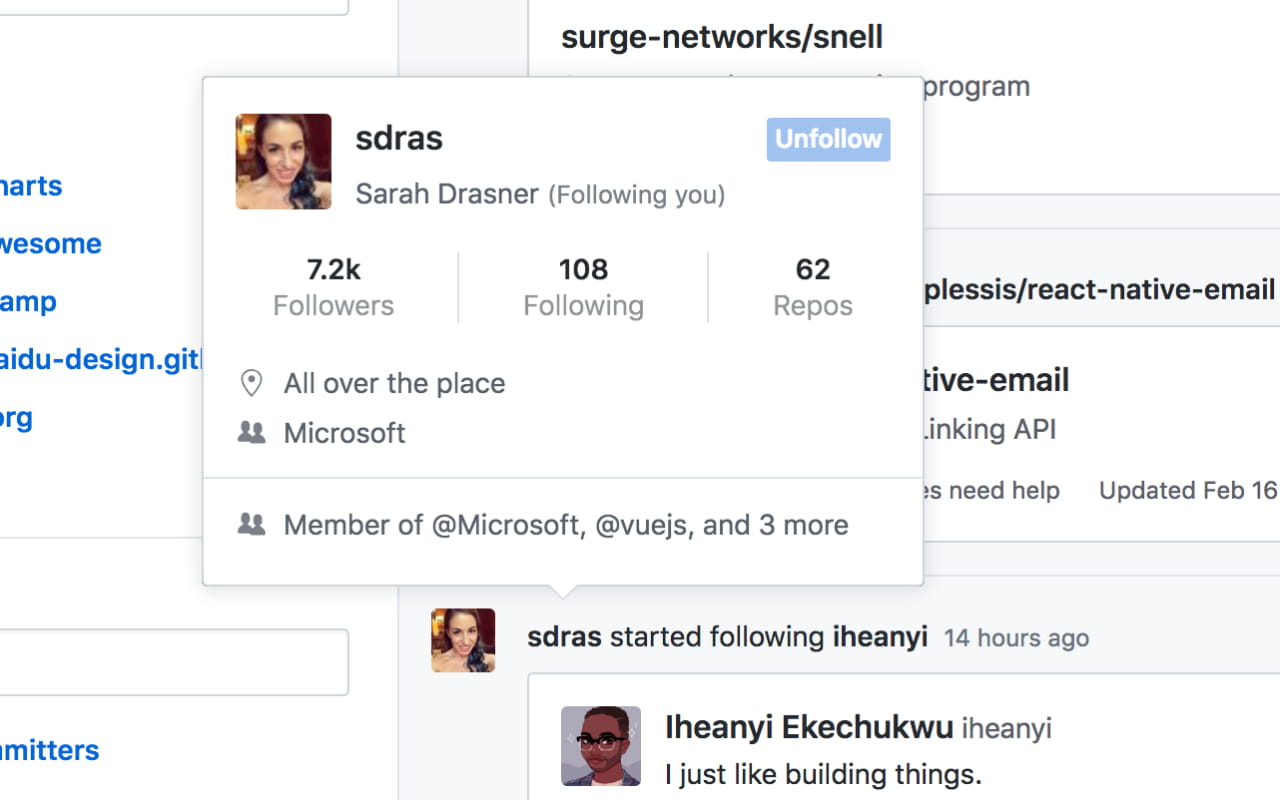 surge-networks/snell
program
sdras
Unfollow
Sarah Drasner (Following you)
7.2k
Followers
108
Following
62
Repos
All over the place
Microsoft
Member of @Microsoft, @vuejs, and 3 more
harts
wesome
amp
aidu-design.git
org
mmitters
plessis/react-native-email
tive-email
Linking API
es need help
Updated Feb 16
sdras started following iheanyi 14 hours ago
Iheanyi Ekechukwu iheanyi
I just like building things.